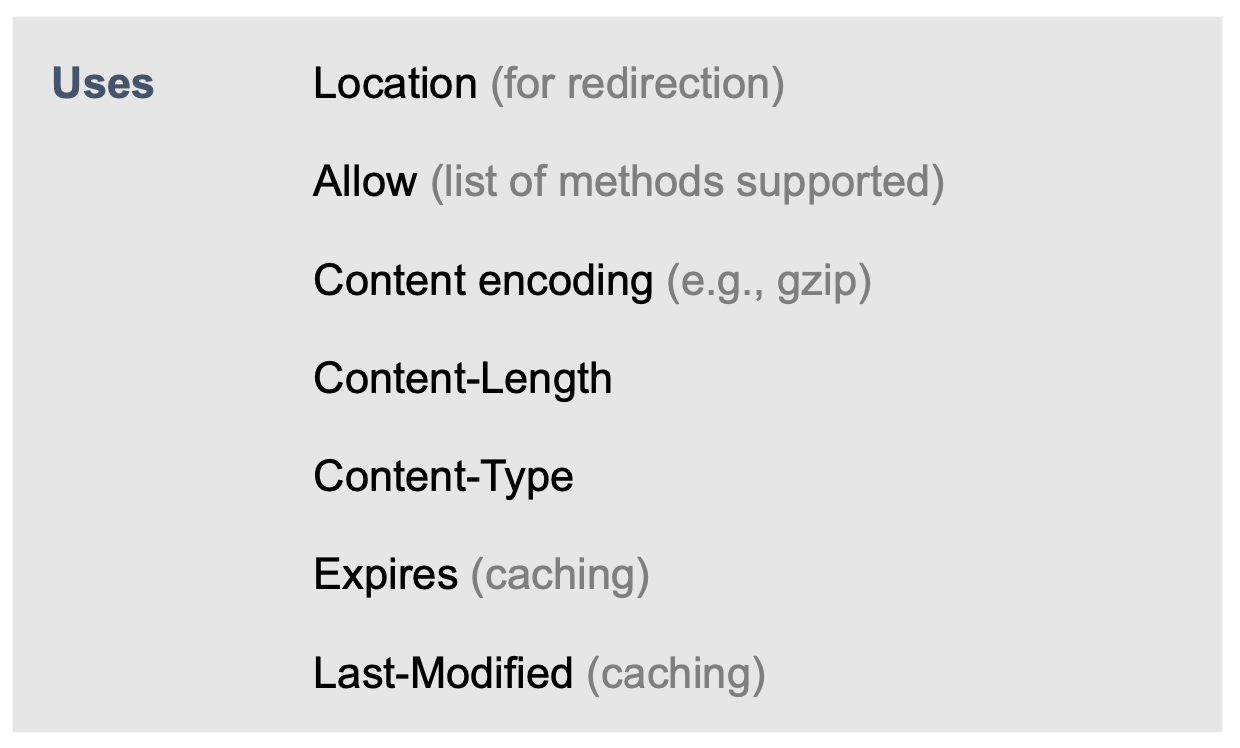 Uses Location (for redirection)
Allow (list of methods supported)
Content encoding (e.g., gzip)
Content-Length
Content-Type
Expires (caching)
Last-Modified (caching)